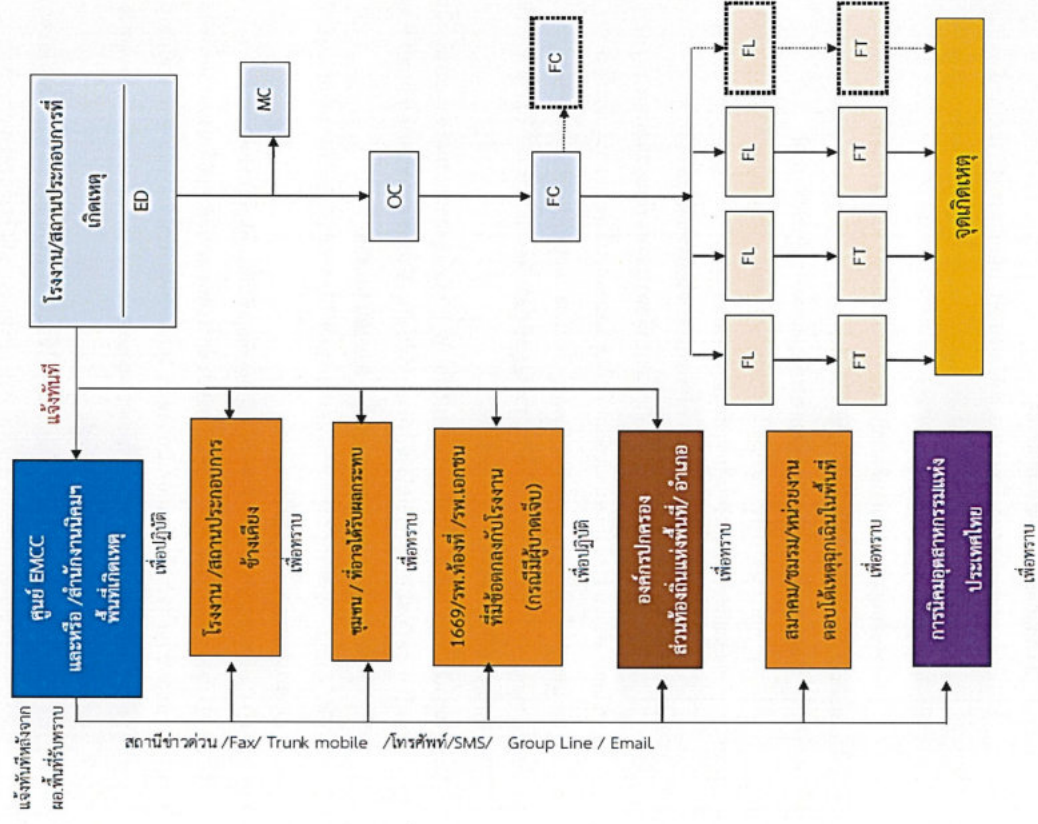 โรงงาน/สถานประกอบการที่
เกิดเหตุ
ED
MC
OC
FC
FC
FL
FL
FL
FL
FT
FT
FT
FT
จุดเกิดเหตุ
แจ้งทันที
ศูนย์ EMCC
และหรือ /สำนักงานนิคมฯ
พื้นที่เกิดเหตุ
เพื่อปฏิบัติ
โรงงาน /สถานประกอบการ
ข้างเคียง
เพื่อทราบ
ชุมชน / ที่อาจได้รับผลกระทบ
เพื่อทราบ
1669/รพ.ท้องที่ /รพ.เอกชน
ที่มีข้อตกลงกับโรงงาน
(กรณีมีผู้บาดเจ็บ)
เพื่อปฏิบัติ
องค์กรปกครอง
ส่วนท้องถิ่นแห่งพื้นที่/ อำเภอ
เพื่อทราบ
สมาคม/ชมรม/หน่วยงาน
ตอบโต้เหตุฉุกเฉินในพื้นที่
เพื่อทราบ
การนิคมอุตสาหกรรมแห่ง
ประเทศไทย
เพื่อทราบ
แจ้งทันทีหลังจาก
ผอ.พื้นที่รับทราบ
สถานีข่าวด่วน /Fax/ Trunk mobile /โทรศัพท์/SMS/ Group Line / Email